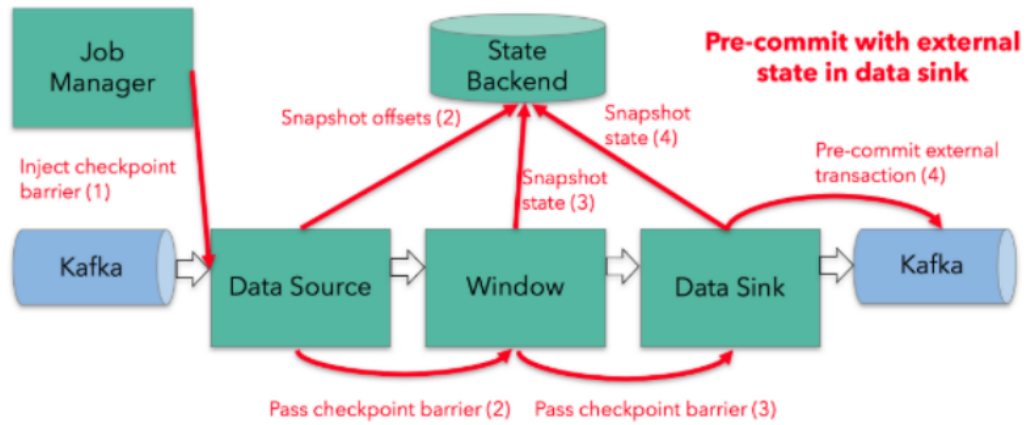 Job
Manager
State
Backend
Pre-commit with external
state in data sink
Snapshot offsets (2)
Snapshot
state (4)
Inject checkpoint
barrier (1)
Snapshot
state (3)
Pre-commit external
transaction (4)
Kafka
Data Source
Window
Data Sink
Kafka
Pass checkpoint barrier (2)
Pass checkpoint barrier (3)